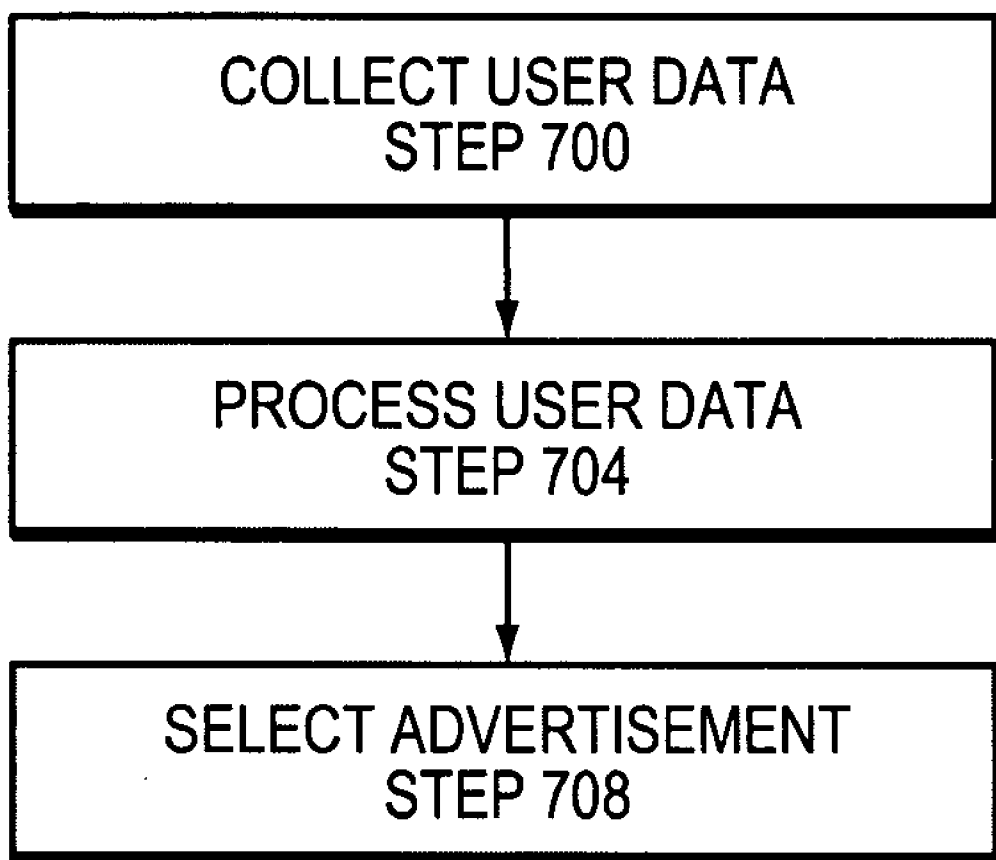 COLLECT USER DATA
STEP 700
PROCESS USER DATA
STEP 704
SELECT ADVERTISEMENT
STEP 708